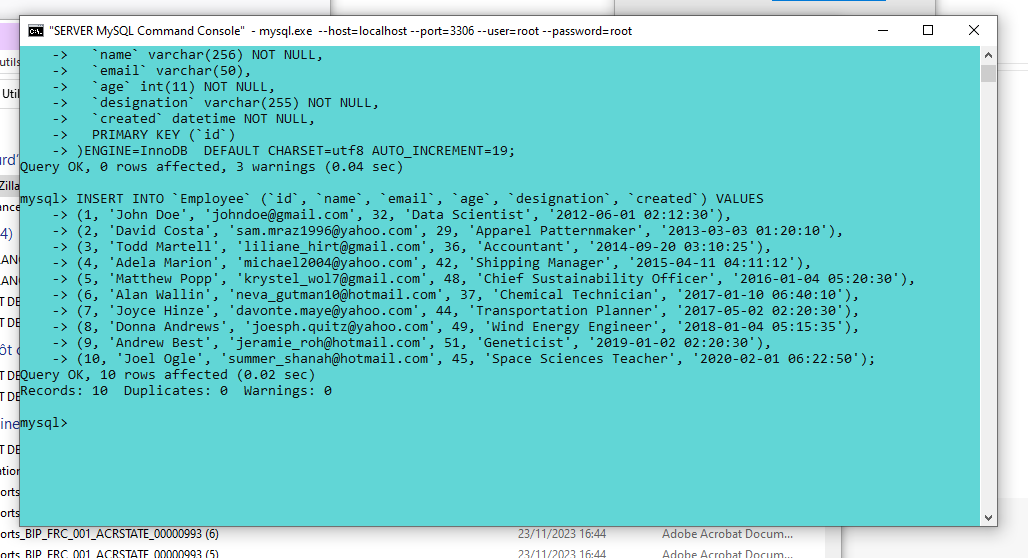 "SERVER MySQL Command Console" - mysql.exe --host=localhost --port=3306 --user=root --password=root
-> `name` varchar(256) NOT NULL,
-> `email` varchar(50),
-> `age` int(11) NOT NULL,
-> `designation` varchar(255) NOT NULL,
-> `created` datetime NOT NULL,
-> PRIMARY KEY (`id`)
-> )ENGINE=InnoDB  DEFAULT CHARSET=utf8 AUTO_INCREMENT=19;
Query OK, 0 rows affected, 3 warnings (0.04 sec)
mysql> INSERT INTO `Employee` (`id`, `name`, `email`, `age`, `designation`, `created`) VALUES
-> (1, 'John Doe', 'johndoe@gmail.com', 32, 'Data Scientist', '2012-06-01 02:12:30'),
-> (2, 'David Costa', 'sam.mraz1996@yahoo.com', 29, 'Apparel Patternmaker', '2013-03-03 01:20:10'),
-> (3, 'Todd Martell', 'liliane_hirt@gmail.com', 36, 'Accountant', '2014-09-20 03:10:25'),
-> (4, 'Adela Marion', 'michael2004@yahoo.com', 42, 'Shipping Manager', '2015-04-11 04:11:12'),
-> (5, 'Matthew Popp', 'krystel_wol7@gmail.com', 48, 'Chief Sustainability Officer', '2016-01-04 05:20:30'),
-> (6, 'Alan Wallin', 'neva_gutman10@hotmail.com', 37, 'Chemical Technician', '2017-01-10 06:40:10'),
-> (7, 'Joyce Hinze', 'davonte.maye@yahoo.com', 44, 'Transportation Planner', '2017-05-02 02:20:30'),
-> (8, 'Donna Andrews', 'joesph.quitz@yahoo.com', 49, 'Wind Energy Engineer', '2018-01-04 05:15:35'),
-> (9, 'Andrew Best', 'jeramie_roh@hotmail.com', 51, 'Geneticist', '2019-01-02 02:20:30'),
-> (10, 'Joel Ogle', 'summer_shanah@hotmail.com', 45, 'Space Sciences Teacher', '2020-02-01 06:22:50');
Query OK, 10 rows affected (0.02 sec)
Records: 10  Duplicates: 0  Warnings: 0
mysql>
orts_BIP_FRC_001_ACRSTATE_00000993 (6) 23/11/2023 16:44 Adobe Acrobat Docum...
orts_BIP_FRC_001_ACRSTATE_00000993 (5) 23/11/2023 16:44 Adobe Acrobat Docum...